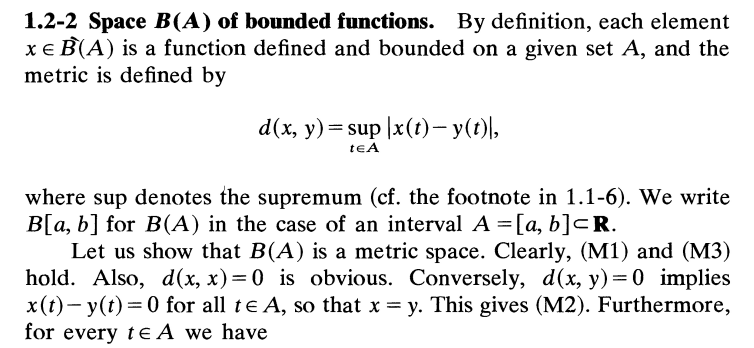 1.2-2 Space B(A) of bounded functions. By definition, each element
x ∈ B(A) is a function defined and bounded on a given set A, and the
metric is defined by
d(x, y) = sup |x(t) − y(t)|,
t∈A
where sup denotes the supremum (cf. the footnote in 1.1-6). We write
B[a, b] for B(A) in the case of an interval A = [a, b] ⊂ R.
Let us show that B(A) is a metric space. Clearly, (M1) and (M3)
hold. Also, d(x, x) = 0 is obvious. Conversely, d(x, y) = 0 implies
x(t) − y(t) = 0 for all t ∈ A, so that x = y. This gives (M2). Furthermore,
for every t ∈ A we have